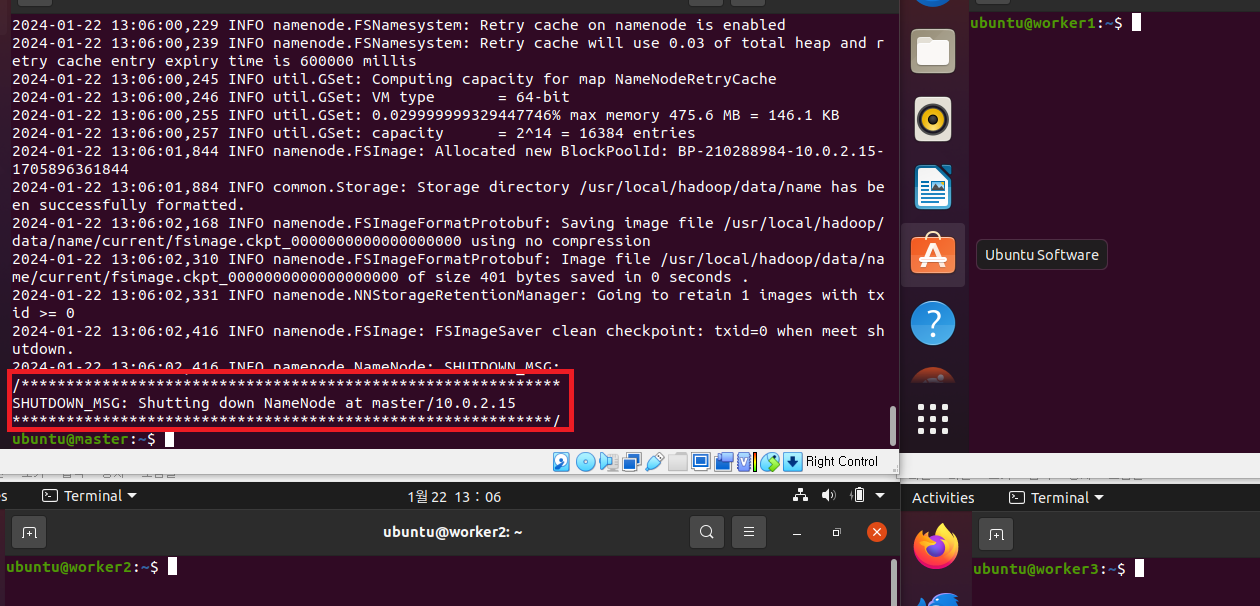 2024-01-22 13:06:00,229 INFO namenode.FSNamesystem: Retry cache on namenode is enabled
2024-01-22 13:06:00,239 INFO namenode.FSNamesystem: Retry cache will use 0.03 of total heap and r
etry cache entry expiry time is 600000 millis
2024-01-22 13:06:00,245 INFO util.GSet: Computing capacity for map NameNodeRetryCache
2024-01-22 13:06:00,246 INFO util.GSet: VM type       = 64-bit
2024-01-22 13:06:00,255 INFO util.GSet: 0.029999999329447746% max memory 475.6 MB = 146.1 KB
2024-01-22 13:06:00,257 INFO util.GSet: capacity      = 2^14 = 16384 entries
2024-01-22 13:06:01,844 INFO namenode.FSImage: Allocated new BlockPoolId: BP-210288984-10.0.2.15-
1705896361844
2024-01-22 13:06:01,884 INFO common.Storage: Storage directory /usr/local/hadoop/data/name has be
en successfully formatted.
2024-01-22 13:06:02,168 INFO namenode.FSImageFormatProtobuf: Saving image file /usr/local/hadoop/
data/name/current/fsimage.ckpt_0000000000000000000 using no compression
2024-01-22 13:06:02,310 INFO namenode.FSImageFormatProtobuf: Image file /usr/local/hadoop/data/na
me/current/fsimage.ckpt_0000000000000000000 of size 401 bytes saved in 0 seconds .
2024-01-22 13:06:02,331 INFO namenode.NNStorageRetentionManager: Going to retain 1 images with tx
id >= 0
2024-01-22 13:06:02,416 INFO namenode.FSImage: FSImageSaver clean checkpoint: txid=0 when meet sh
utdown.
2024-01-22 13:06:02,416 INFO namenode.NameNode: SHUTDOWN_MSG:
/************************************************************
SHUTDOWN_MSG: Shutting down NameNode at master/10.0.2.15
************************************************************/
ubuntu@master:~$
Right Control
ubuntu@worker1:~$
Ubuntu Software
Terminal
1월 22 13：06
ubuntu@worker2: ~
ubuntu@worker2:~$
Activities
Terminal
ubuntu@worker3:~$